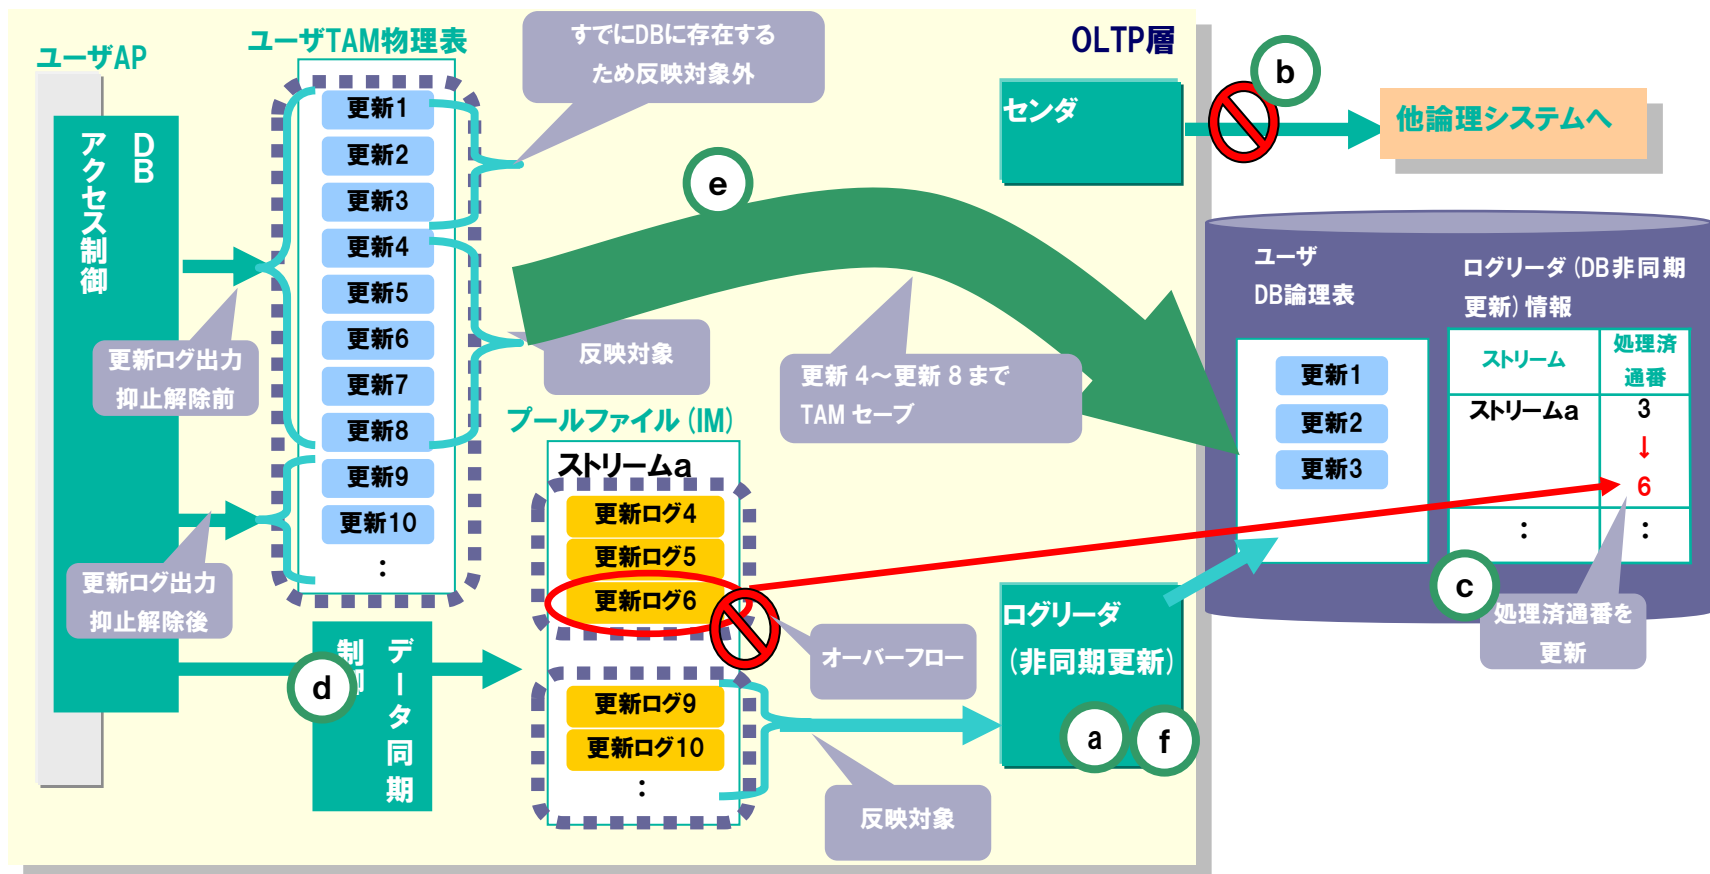 ユーザAP
DB
アクセス制御
ユーザTAM物理表
更新1
更新2
更新3
更新4
更新5
更新6
更新7
更新8
更新9
更新10
：
更新ログ出力
抑止解除前
更新ログ出力
抑止解除後
すでにDBに存在する
ため反映対象外
反映対象
e
更新 4～更新 8 まで
TAM セーブ
OLTP層
センダ
b
他論理システムへ
データ同期
制御
d
プールファイル (IM)
ストリームa
更新ログ4
更新ログ5
更新ログ6
更新ログ9
更新ログ10
：
オーバーフロー
反映対象
ログリーダ
(非同期更新)
a
f
ユーザ
DB論理表
更新1
更新2
更新3
ログリーダ (DB非同期
更新) 情報
ストリーム
処理済
通番
ストリームa
3
↓
6
：
：
c
処理済通番を
更新